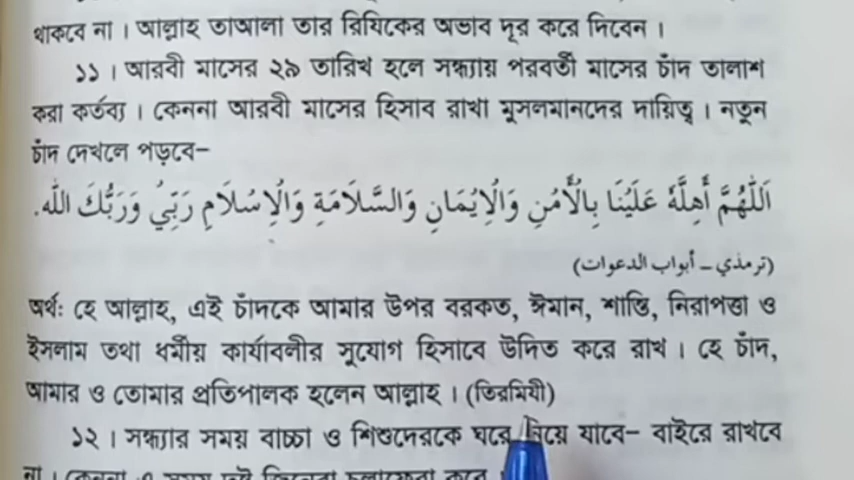 থাকবে না । আল্লাহ তাআলা তার রিযিকের অভাব দূর করে দিবেন ।
১১ । আরবী মাসের ২৯ তারিখ হলে সন্ধ্যায় পরবর্তী মাসের চাঁদ তালাশ
করা কর্তব্য । কেননা আরবী মাসের হিসাব রাখা মুসলমানদের দায়িত্ব । নতুন
চাঁদ দেখলে পড়বে–
اَللّٰهُمَّ أَهِلَّهٗ عَلَيْنَا بِالْأَمْنِ وَالْإِيْمَانِ وَالسَّلَامَةِ وَالْإِسْلَامِ رَبِّيْ وَرَبُّكَ اللّٰه.
(ترمذي – أبواب الدعوات)
অর্থ: হে আল্লাহ, এই চাঁদকে আমার উপর বরকত, ঈমান, শান্তি, নিরাপত্তা ও
ইসলাম তথা ধর্মীয় কার্যাবলীর সুযোগ হিসাবে উদিত করে রাখ । হে চাঁদ,
আমার ও তোমার প্রতিপালক হলেন আল্লাহ । (তিরমিযী)
১২ । সন্ধ্যার সময় বাচ্চা ও শিশুদেরকে ঘরে নিয়ে যাবে– বাইরে রাখবে
না । কেননা এ সময়